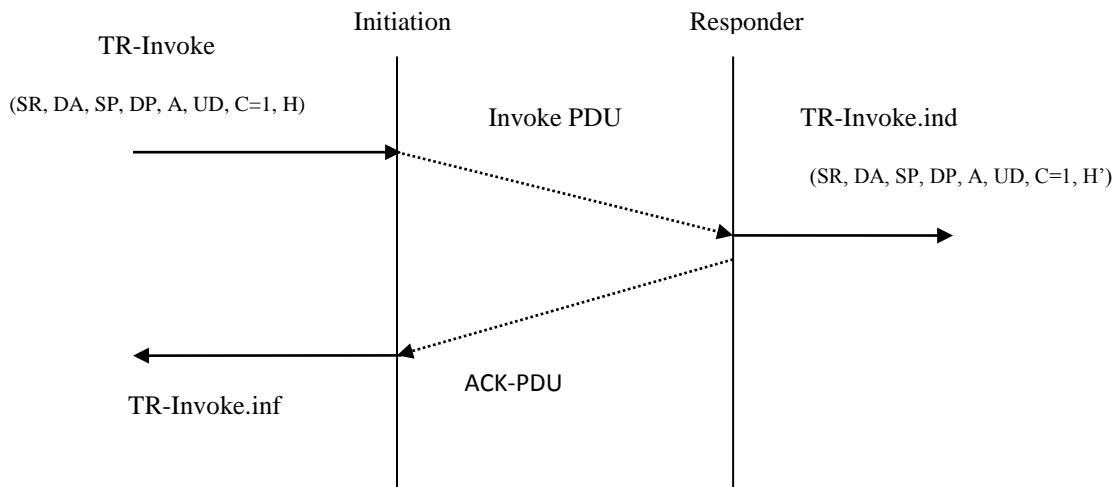 Initiation
Responder
TR-Invoke
(SR, DA, SP, DP, A, UD, C=1, H)
Invoke PDU
TR-Invoke.ind
(SR, DA, SP, DP, A, UD, C=1, H’)
ACK-PDU
TR-Invoke.inf